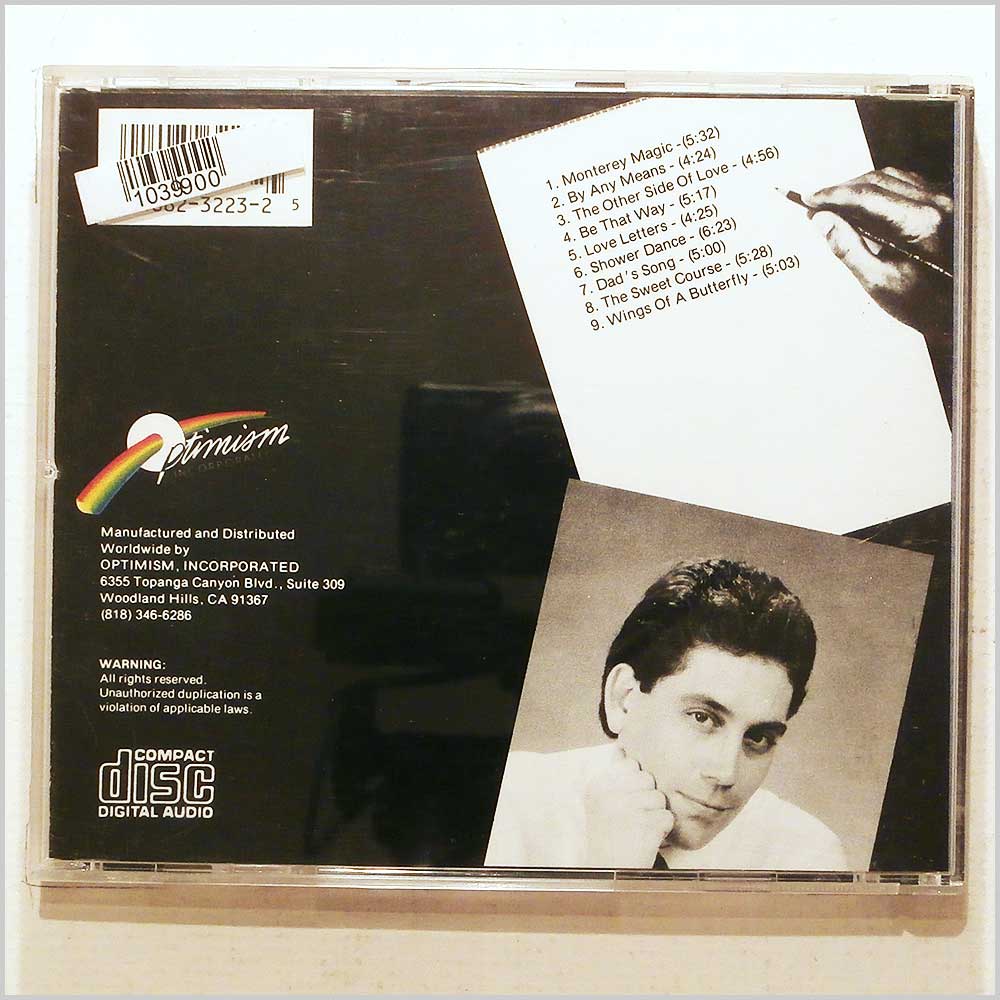 1039900
682-3223-2 5
1. Monterey Magic -(5:32)
2. By Any Means - (4:24)
3. The Other Side Of Love - (4:56)
4. Be That Way - (5:17)
5. Love Letters - (4:25)
6. Shower Dance - (6:23)
7. Dad's Song - (5:00)
8. The Sweet Course - (5:28)
9. Wings Of A Butterfly - (5:03)
Optimism
INCORPORATED
Manufactured and Distributed
Worldwide by
OPTIMISM, INCORPORATED
6355 Topanga Canyon Blvd., Suite 309
Woodland Hills, CA 91367
(818) 346-6286
WARNING:
All rights reserved.
Unauthorized duplication is a
violation of applicable laws.
COMPACT
disc
DIGITAL AUDIO